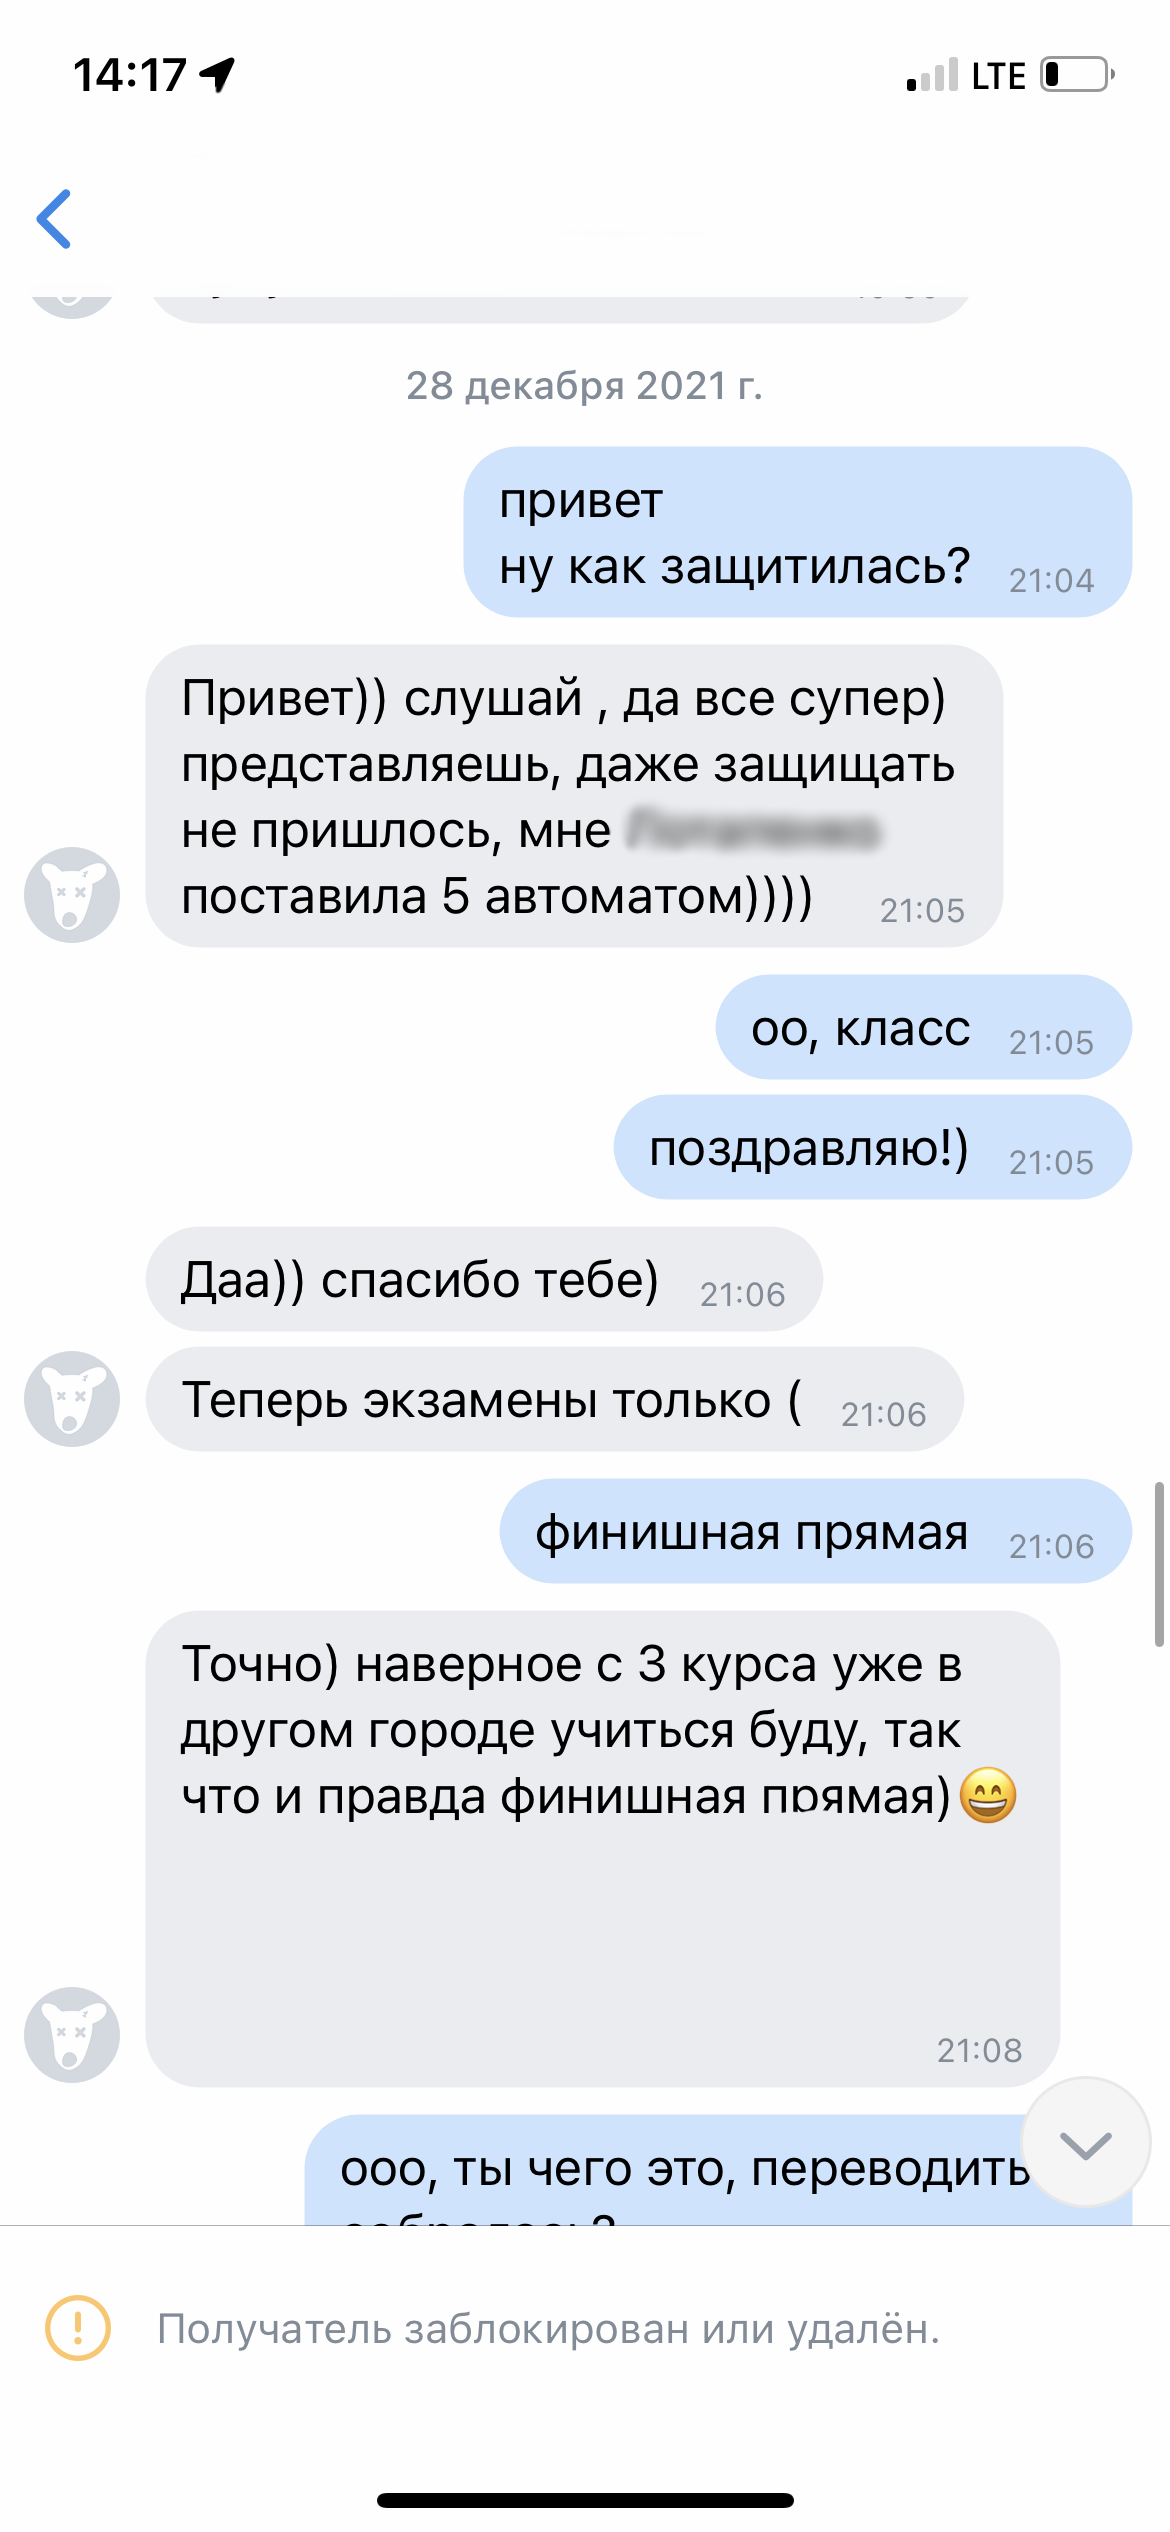 14:17
LTE
28 декабря 2021 г.
привет
ну как защитилась?
21:04
Привет)) слушай , да все супер)
представляешь, даже защищать
не пришлось, мне
поставила 5 автоматом))))
21:05
оо, класс
21:05
поздравляю!)
21:05
Даа)) спасибо тебе)
21:06
Теперь экзамены только (
21:06
финишная прямая
21:06
Точно) наверное с 3 курса уже в
другом городе учиться буду, так
что и правда финишная прямая)😄
21:08
ооо, ты чего это, переводить
Получатель заблокирован или удалён.